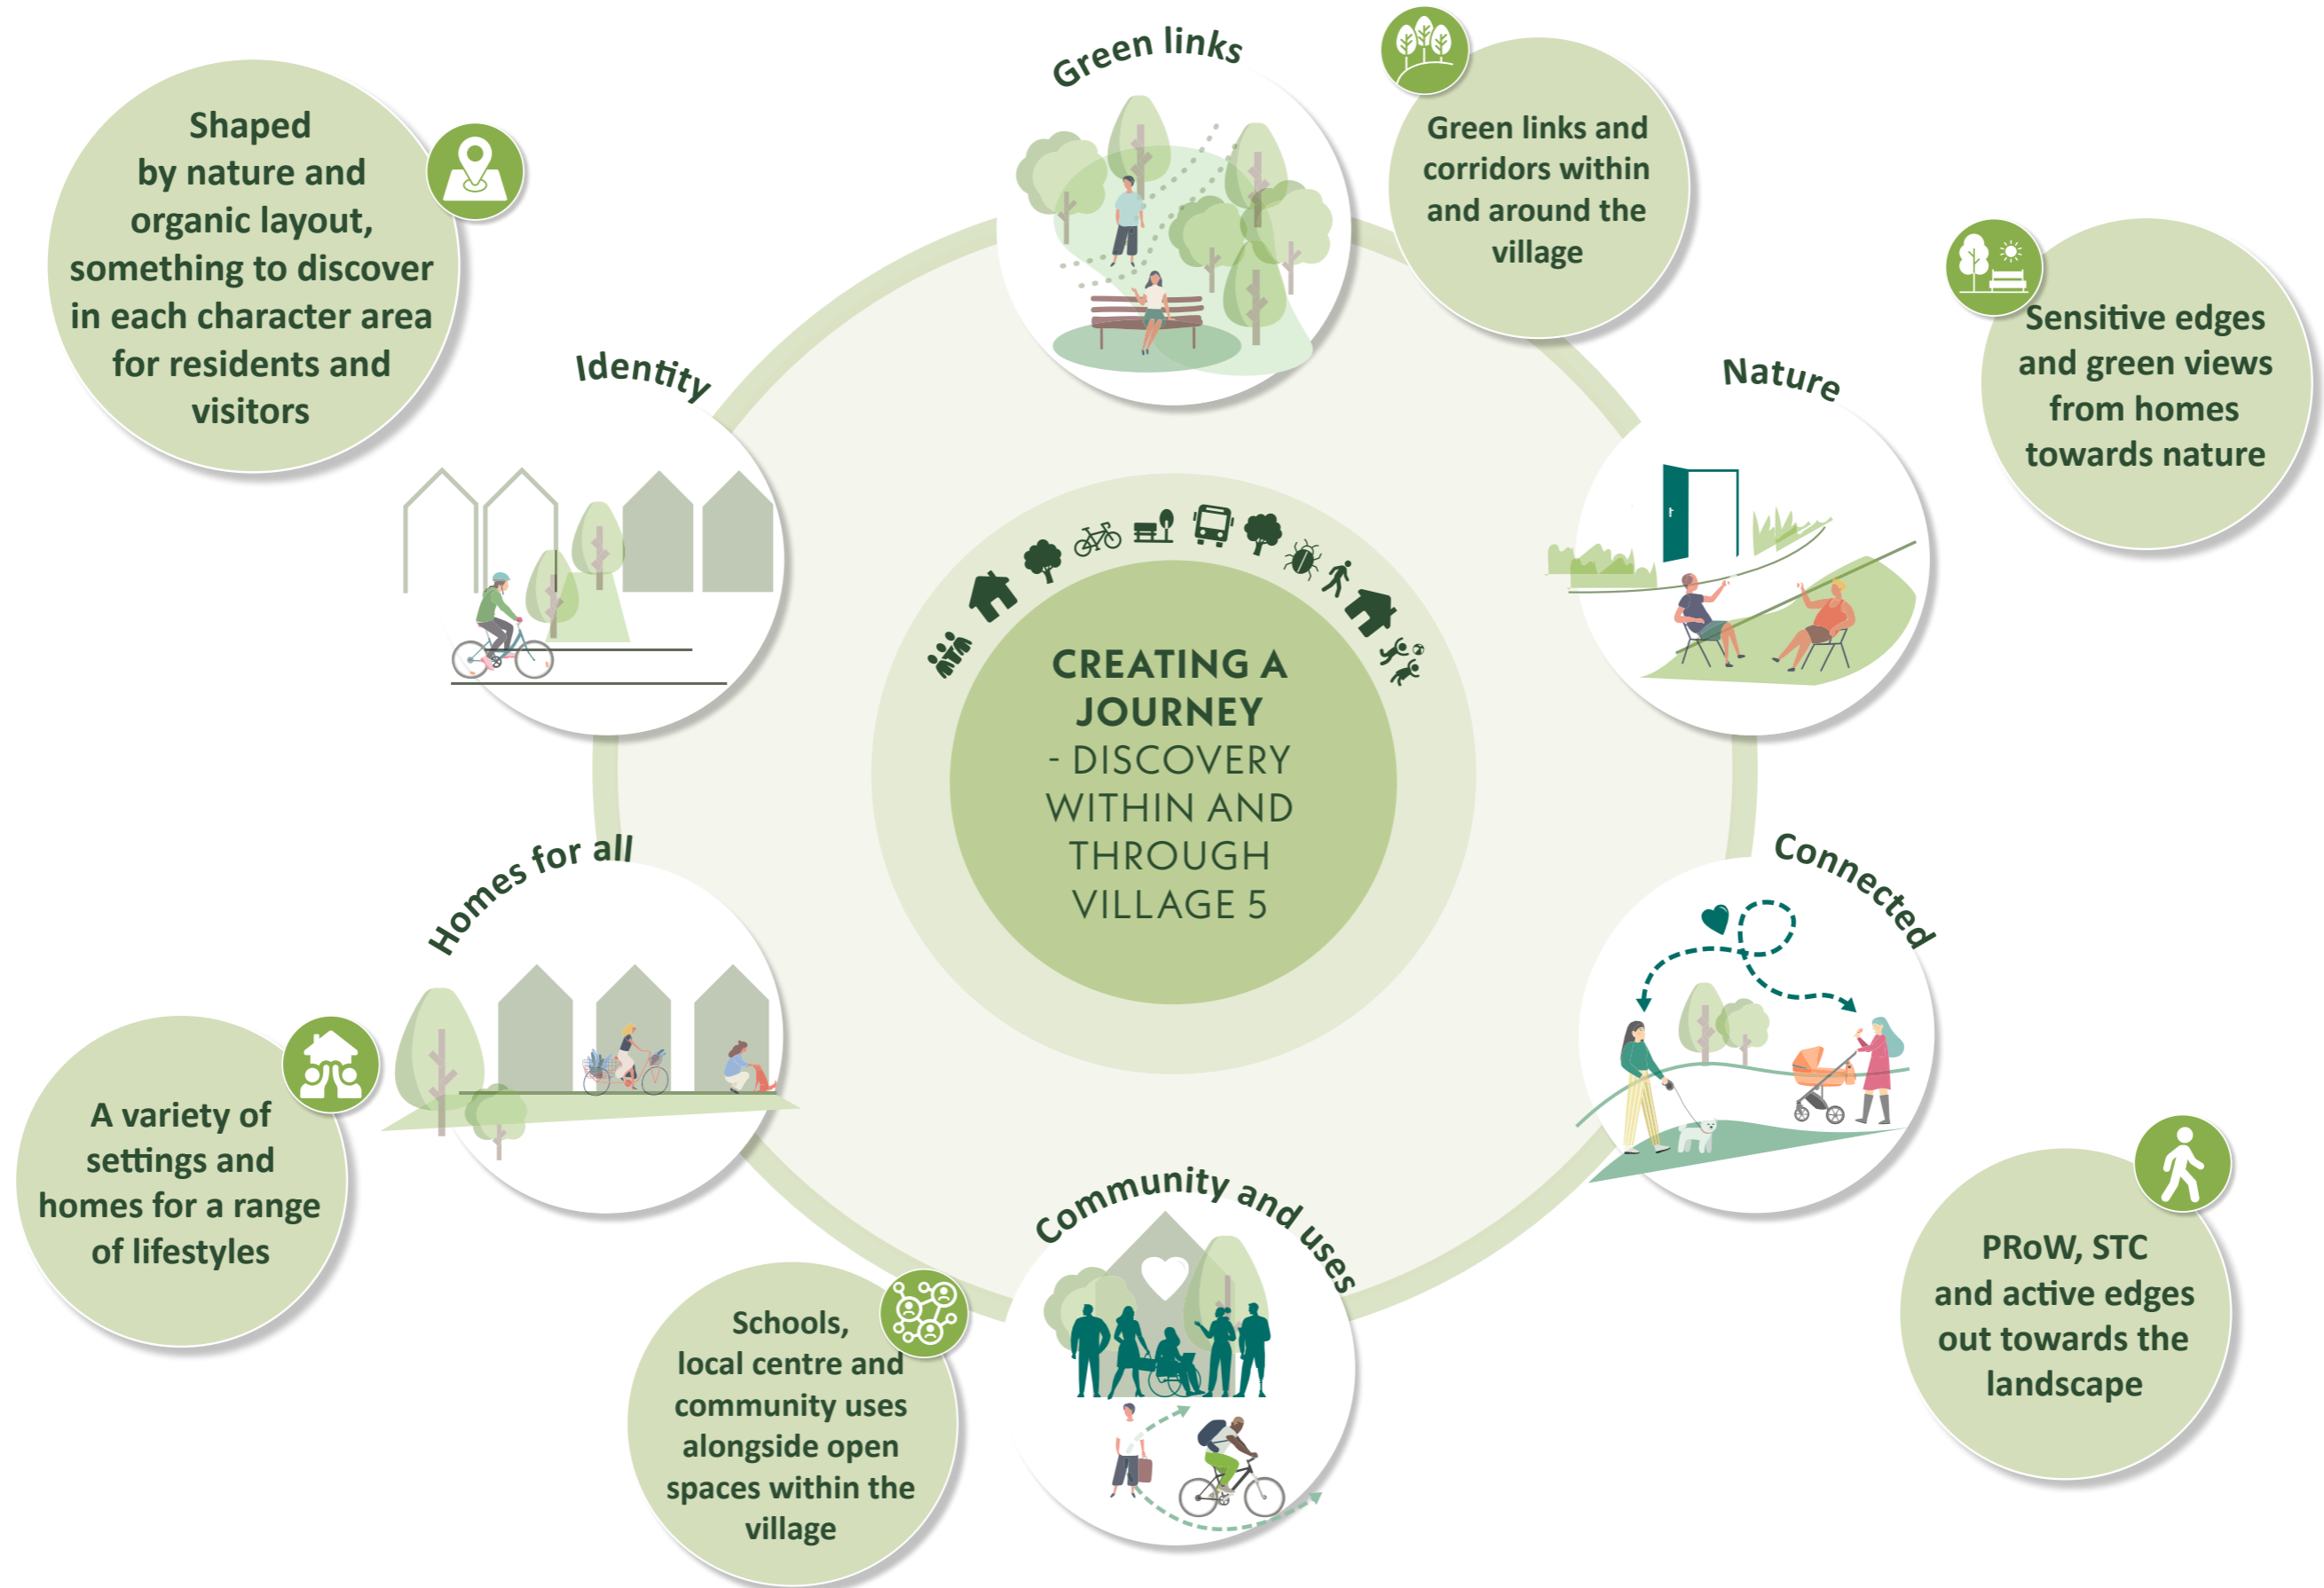 Green links
Green links and
corridors within
and around the
village
Shaped
by nature and
organic layout,
something to discover
in each character area
for residents and
visitors
Identity
Nature
Sensitive edges
and green views
from homes
towards nature
CREATING A
JOURNEY
- DISCOVERY
WITHIN AND
THROUGH
VILLAGE 5
Homes for all
A variety of
settings and
homes for a range
of lifestyles
Connected
PRoW, STC
and active edges
out towards the
landscape
Community and uses
Schools,
local centre and
community uses
alongside open
spaces within the
village